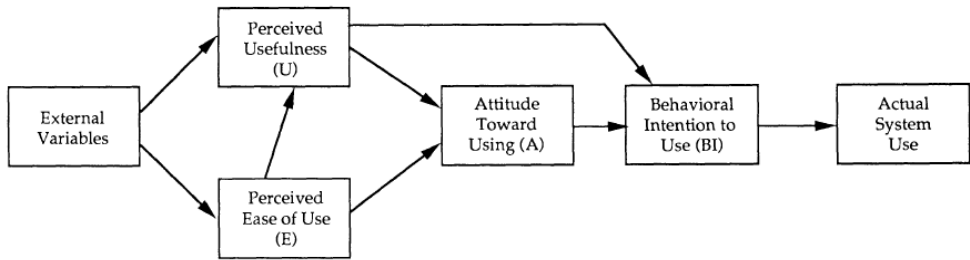 External
Variables
Perceived
Usefulness
(U)
Perceived
Ease of Use
(E)
Attitude
Toward
Using (A)
Behavioral
Intention to
Use (BI)
Actual
System
Use